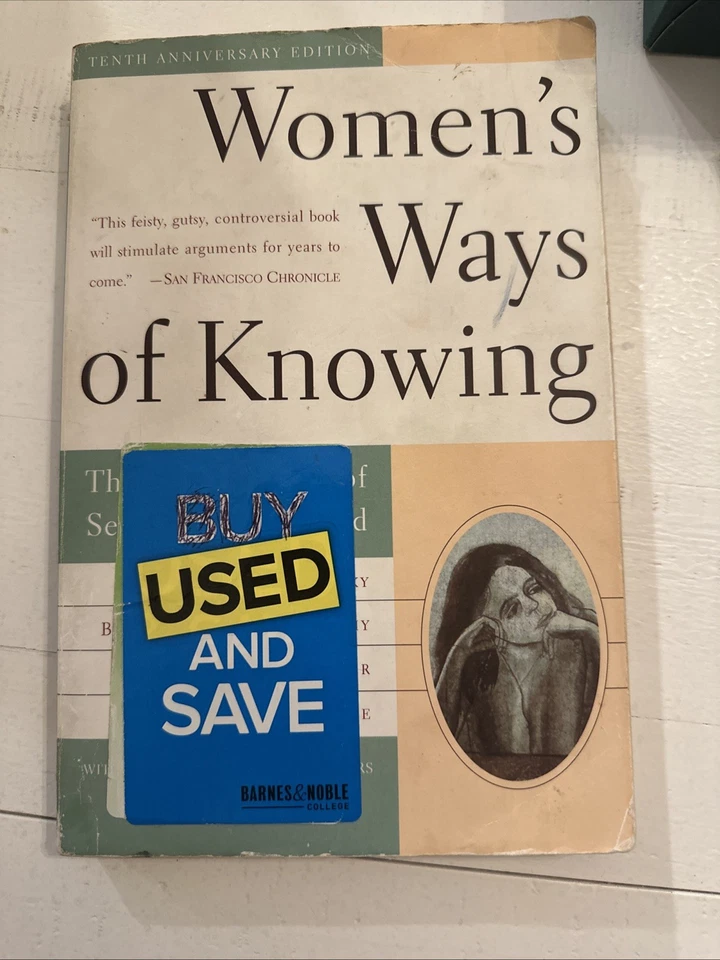 TENTH ANNIVERSARY EDITION
Women's
"This feisty, gutsy, controversial book
will stimulate arguments for years to
come." —SAN FRANCISCO CHRONICLE
Ways
of Knowing
BUY
USED
AND
SAVE
BARNES&NOBLE
COLLEGE